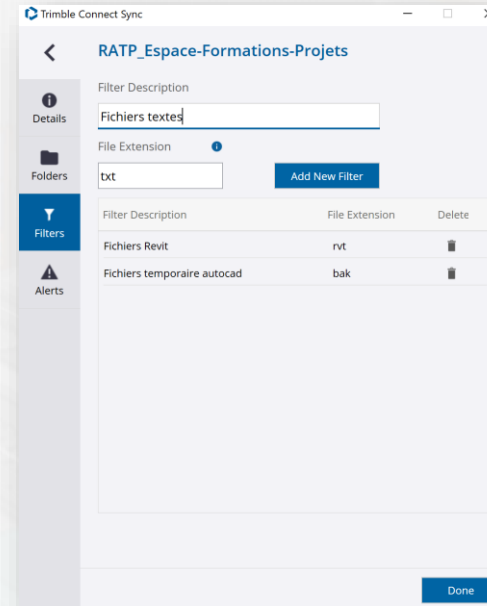 Trimble Connect Sync
RATP_Espace-Formations-Projets
Details
Folders
Filters
Alerts
Filter Description
Fichiers textes
File Extension
txt
Add New Filter
Filter Description File Extension Delete
Fichiers Revit rvt
Fichiers temporaire autocad bak
Done